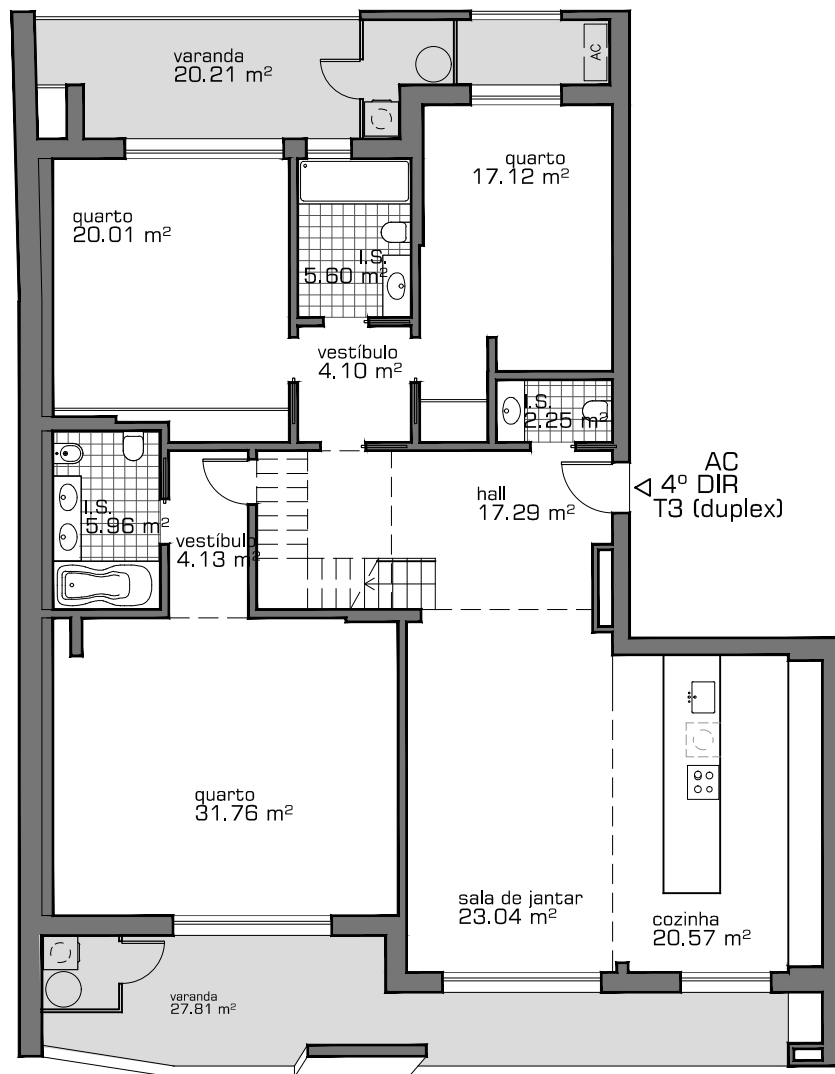 varanda
20.21 m²
AC
quarto
17.12 m²
quarto
20.01 m²
I.S.
5.60 m²
vestíbulo
4.10 m²
I.S.
2.25 m²
AC
4º DIR
T3 (duplex)
hall
17.29 m²
I.S.
5.96 m²
vestíbulo
4.13 m²
quarto
31.76 m²
sala de jantar
23.04 m²
cozinha
20.57 m²
varanda
27.81 m²